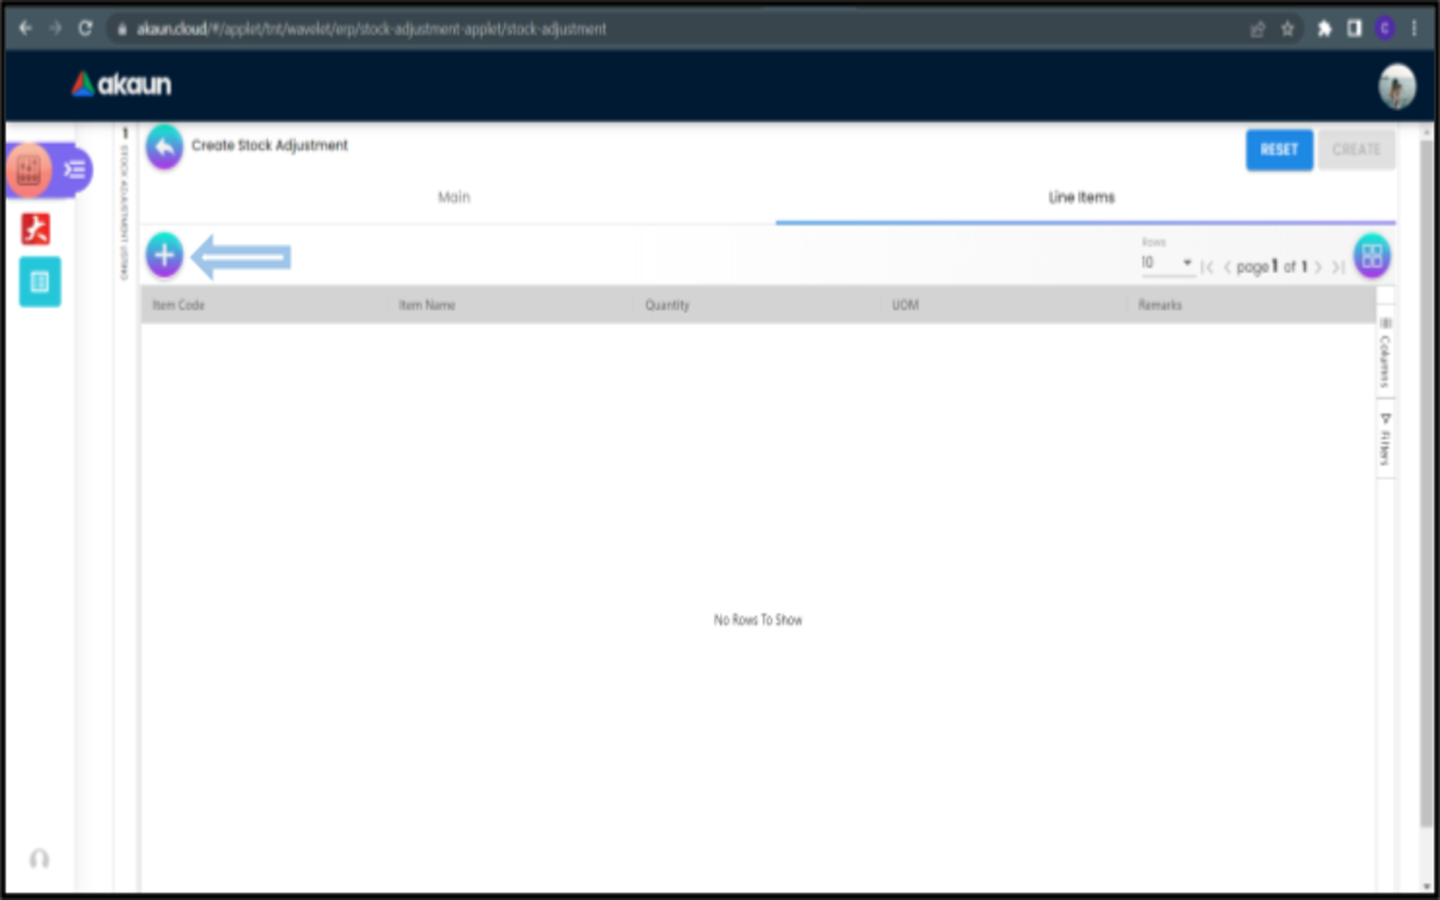 akaun.cloud/#/applet/tnt/wavelet/erp/stock-adjustment-applet/stock-adjustment
C
akaun
1 STOCK ADJUSTMENT LISTING
Create Stock Adjustment
RESET
CREATE
Main
Line Items
Rows
10
page 1 of 1
Item Code
Item Name
Quantity
UOM
Remarks
Columns
Filters
No Rows To Show